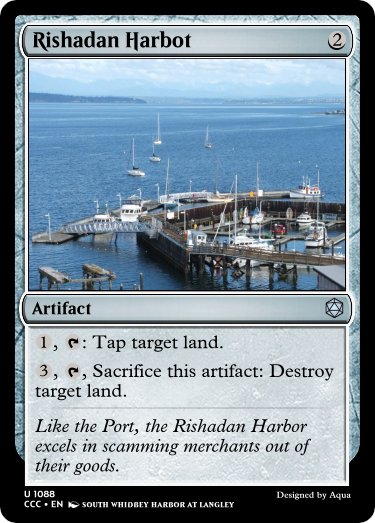 Rishadan Harbot 2
Artifact
1, T: Tap target land.
3, T, Sacrifice this artifact: Destroy
target land.
Like the Port, the Rishadan Harbor
excels in scamming merchants out of
their goods.
U 1088
CCC • EN SOUTH WHIDBEY HARBOR AT LANGLEY
Designed by Aqua